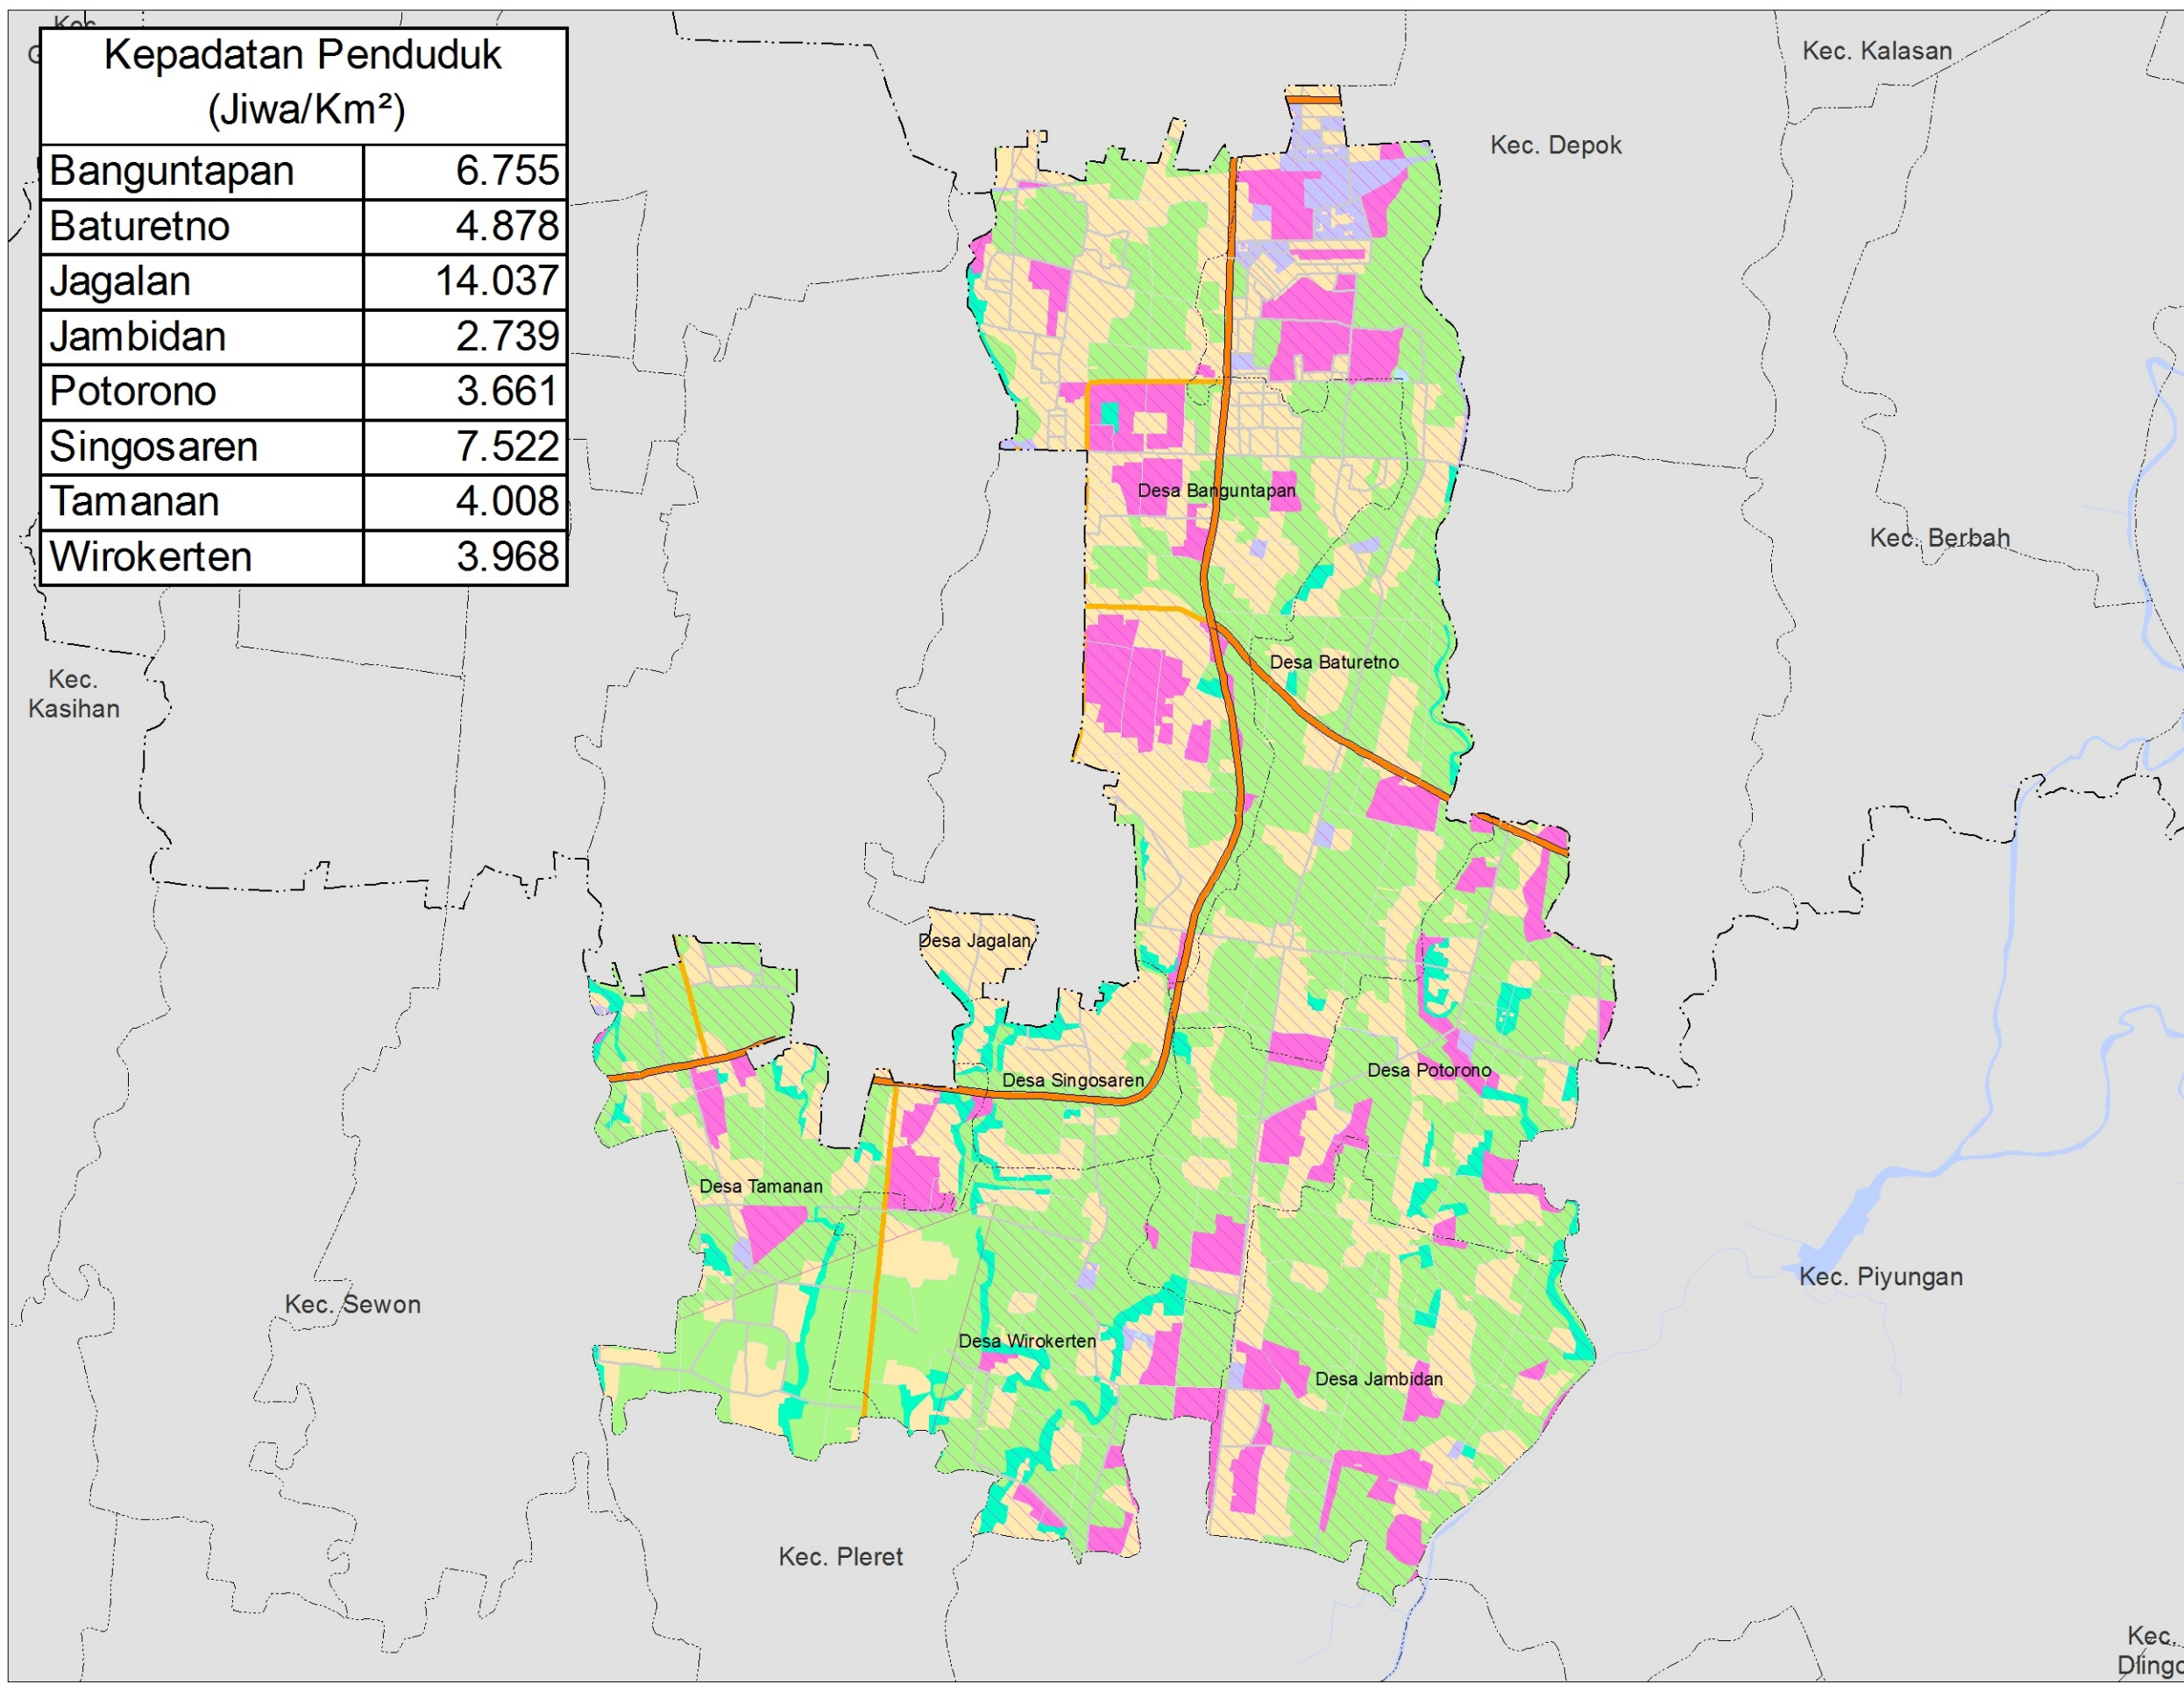 Kec.
G
Kepadatan Penduduk
(Jiwa/Km²)
Banguntapan 6.755
Baturetno 4.878
Jagalan 14.037
Jambidan 2.739
Potorono 3.661
Singosaren 7.522
Tamanan 4.008
Wirokerten 3.968
Kec. Kalasan
Kec. Depok
Desa Banguntapan
Kec. Berbah
Desa Baturetno
Kec.
Kasihan
Desa Jagalan
Desa Potorono
Desa Singosaren
Desa Tamanan
Kec. Piyungan
Kec. Sewon
Desa Wirokerten
Desa Jambidan
Kec. Pleret
Kec.
Dlingo